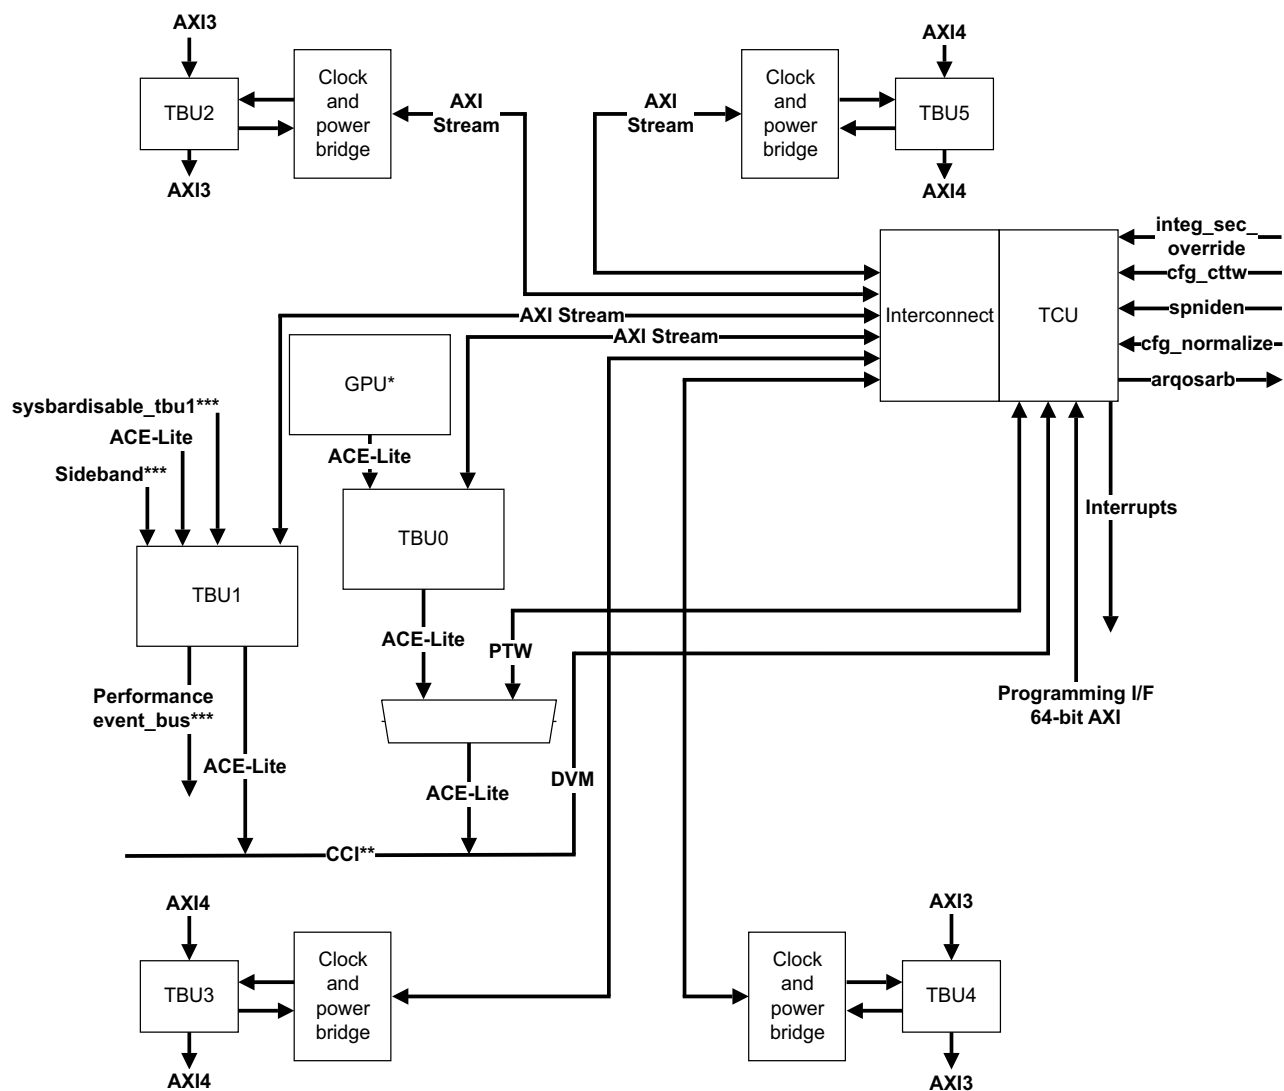 AXI3
AXI4
TBU2
Clock
and
power
bridge
AXI
Stream
AXI
Stream
Clock
and
power
bridge
TBU5
AXI3
AXI4
Interconnect
TCU
integ_sec_
override
cfg_cttw
spniden
cfg_normalize
arqosarb
AXI Stream
AXI Stream
GPU*
sysbardisable_tbu1***
ACE-Lite
Sideband***
ACE-Lite
TBU0
TBU1
Interrupts
ACE-Lite
PTW
Performance
event_bus***
Programming I/F
64-bit AXI
ACE-Lite
ACE-Lite
DVM
CCI**
AXI4
AXI3
TBU3
Clock
and
power
bridge
Clock
and
power
bridge
TBU4
AXI4
AXI3